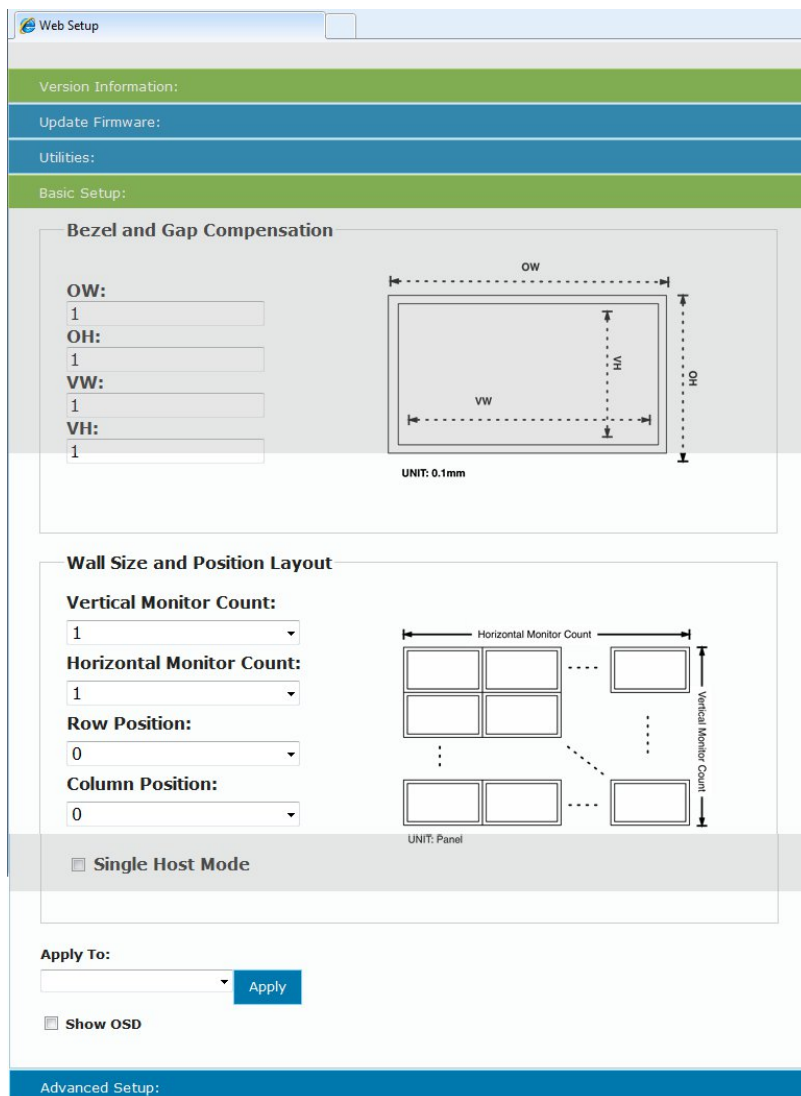 Web Setup
Version Information:
Update Firmware:
Utilities:
Basic Setup:
Bezel and Gap Compensation
OW:
1
OH:
1
VW:
1
VH:
1
OW
VH
OH
VW
UNIT: 0.1mm
Wall Size and Position Layout
Vertical Monitor Count:
1
Horizontal Monitor Count:
1
Row Position:
0
Column Position:
0
Horizontal Monitor Count
Vertical Monitor Count
UNIT: Panel
Single Host Mode
Apply To:
Apply
Show OSD
Advanced Setup: